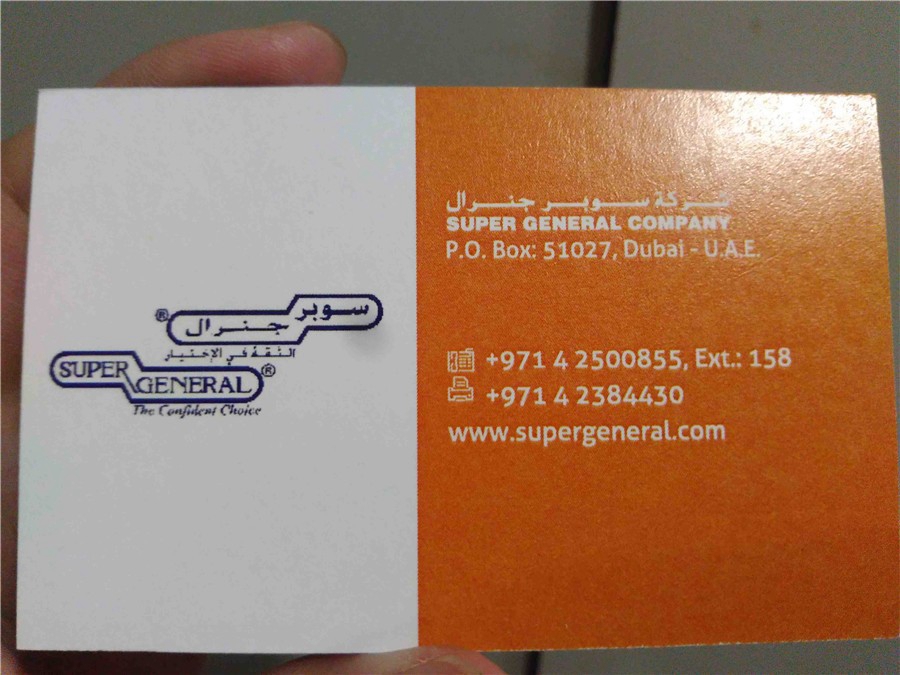 سوبر جنرال ®
الثقة في الإختيار
SUPER GENERAL ®
The Confident Choice
شركة سوبر جنرال
SUPER GENERAL COMPANY
P.O. Box: 51027, Dubai - U.A.E.
+971 4 2500855, Ext.: 158
+971 4 2384430
www.supergeneral.com